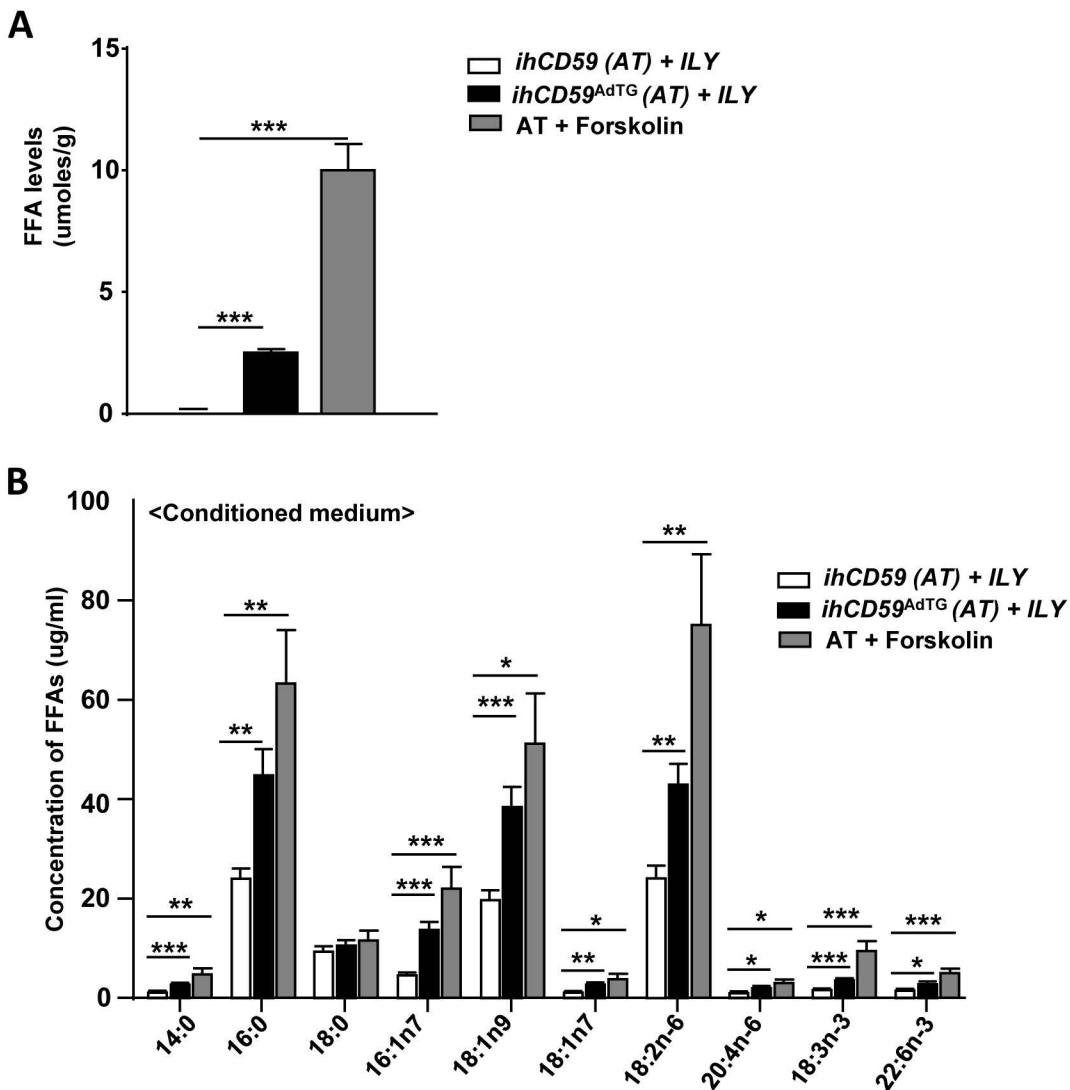 A
FFA levels
(umoles/g)
15
10
5
0
***
***
ihCD59 (AT) + ILY
ihCD59AdTG (AT) + ILY
AT + Forskolin
B
Concentration of FFAs (ug/ml)
100
80
60
40
20
0
<Conditioned medium>
ihCD59 (AT) + ILY
ihCD59AdTG (AT) + ILY
AT + Forskolin
**
***
**
**
***
***
*
***
*
**
**
**
*
*
***
***
***
*
14:0
16:0
18:0
16:1n7
18:1n9
18:1n7
18:2n-6
20:4n-6
18:3n-3
22:6n-3